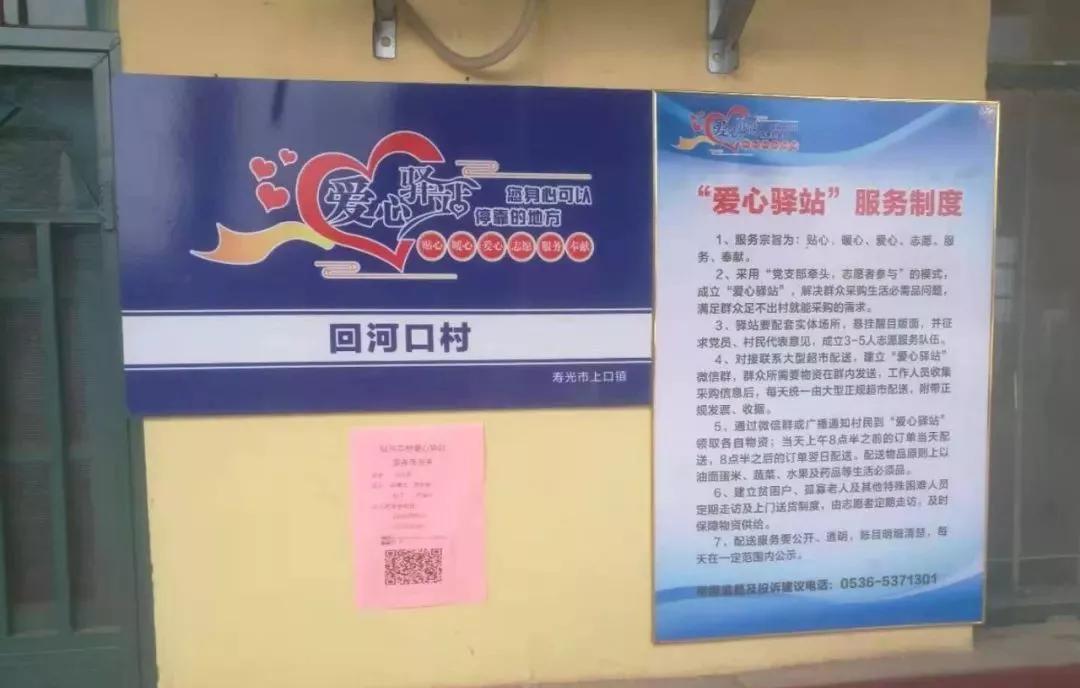 爱心驿站
您身心可以
停靠的地方
贴心 暖心 爱心 志愿 服务 奉献
回河口村
寿光市上口镇
爱心驿站
“爱心驿站”服务制度
1、服务宗旨为：贴心、暖心、爱心、志愿、服
务、奉献。
2、采用“党支部牵头，志愿者参与”的模式，
成立“爱心驿站”，解决群众采购生活必需品问题，
满足群众足不出村就能采购的需求。
3、驿站要配套实体场所，悬挂醒目版面，并征
求党员、村民代表意见，成立3-5人志愿服务队伍。
4、对接联系大型超市配送，建立“爱心驿站”
微信群，群众所需要物资在群内发送，工作人员收集
采购信息后，每天统一由大型正规超市配送，附带正
规发票、收据。
5、通过微信群或广播通知村民到“爱心驿站”
领取各自物资；当天上午8点半之前的订单当天配
送，8点半之后的订单翌日配送。配送物品原则上以
油面蛋米、蔬菜、水果及药品等生活必须品。
6、建立贫困户、孤寡老人及其他特殊困难人员
定期走访及上门送货制度，由志愿者定期走访，及时
保障物资供给。
7、配送服务要公开、透明，账目明细清楚，每
天在一定范围内公示。
及投诉建议电话：0536-5371301